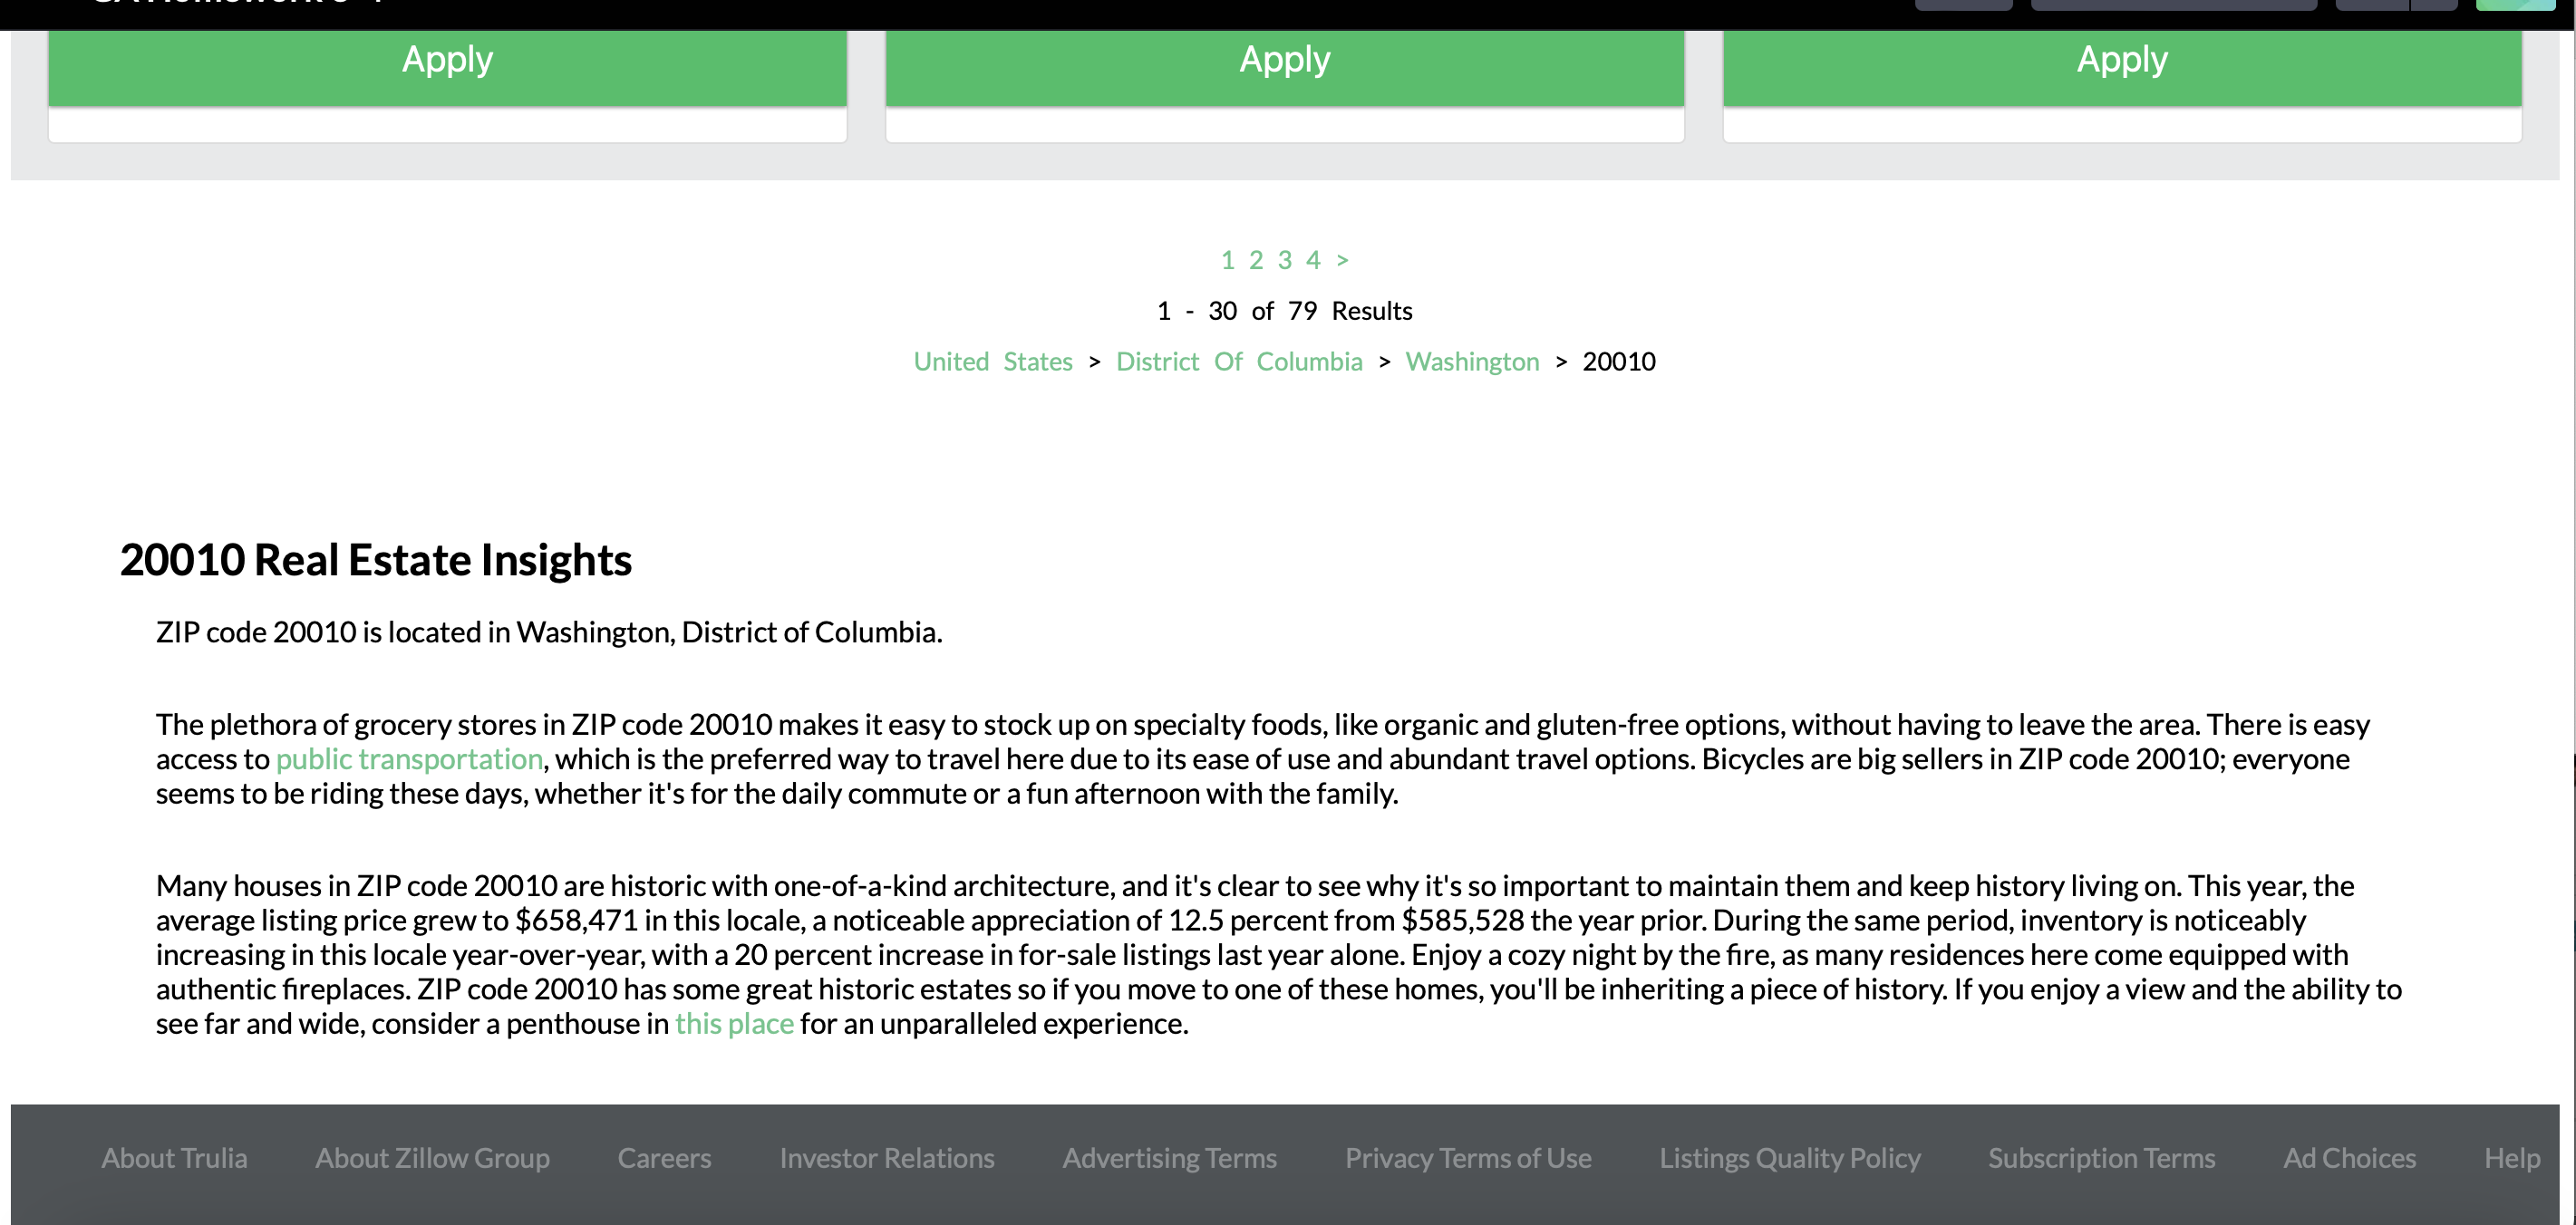 Apply Apply Apply
1 2 3 4 >
1 - 30 of 79 Results
United States > District Of Columbia > Washington > 20010
20010 Real Estate Insights
ZIP code 20010 is located in Washington, District of Columbia.
The plethora of grocery stores in ZIP code 20010 makes it easy to stock up on specialty foods, like organic and gluten-free options, without having to leave the area. There is easy
access to public transportation, which is the preferred way to travel here due to its ease of use and abundant travel options. Bicycles are big sellers in ZIP code 20010; everyone
seems to be riding these days, whether it's for the daily commute or a fun afternoon with the family.
Many houses in ZIP code 20010 are historic with one-of-a-kind architecture, and it's clear to see why it's so important to maintain them and keep history living on. This year, the
average listing price grew to $658,471 in this locale, a noticeable appreciation of 12.5 percent from $585,528 the year prior. During the same period, inventory is noticeably
increasing in this locale year-over-year, with a 20 percent increase in for-sale listings last year alone. Enjoy a cozy night by the fire, as many residences here come equipped with
authentic fireplaces. ZIP code 20010 has some great historic estates so if you move to one of these homes, you'll be inheriting a piece of history. If you enjoy a view and the ability to
see far and wide, consider a penthouse in this place for an unparalleled experience.
About Trulia About Zillow Group Careers Investor Relations Advertising Terms Privacy Terms of Use Listings Quality Policy Subscription Terms Ad Choices Help